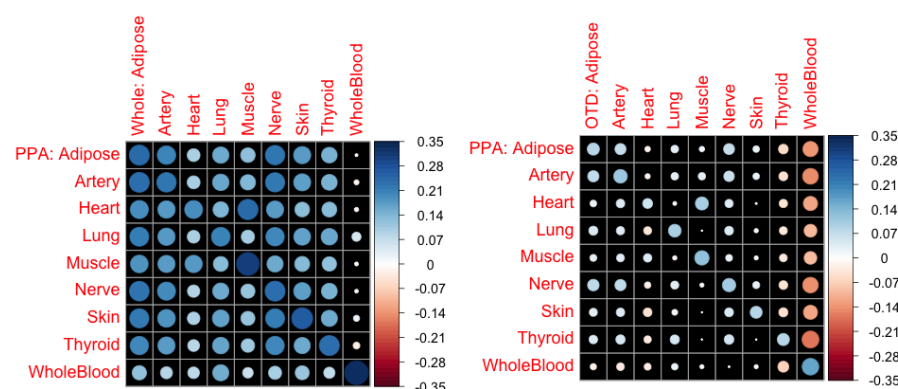 Whole: Adipose
Artery
Heart
Lung
Muscle
Nerve
Skin
Thyroid
WholeBlood
PPA: Adipose
Artery
Heart
Lung
Muscle
Nerve
Skin
Thyroid
WholeBlood
0.35
0.28
0.21
0.14
0.07
0
-0.07
-0.14
-0.21
-0.28
-0.35
OTD: Adipose
Artery
Heart
Lung
Muscle
Nerve
Skin
Thyroid
WholeBlood
PPA: Adipose
Artery
Heart
Lung
Muscle
Nerve
Skin
Thyroid
WholeBlood
0.35
0.28
0.21
0.14
0.07
0
-0.07
-0.14
-0.21
-0.28
-0.35